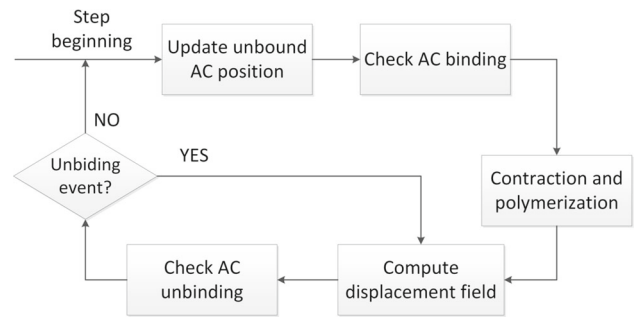 Step
beginning
Update unbound
AC position
Check AC binding
Contraction and
polymerization
Compute
displacement field
Check AC
unbinding
Unbiding
event?
YES
NO